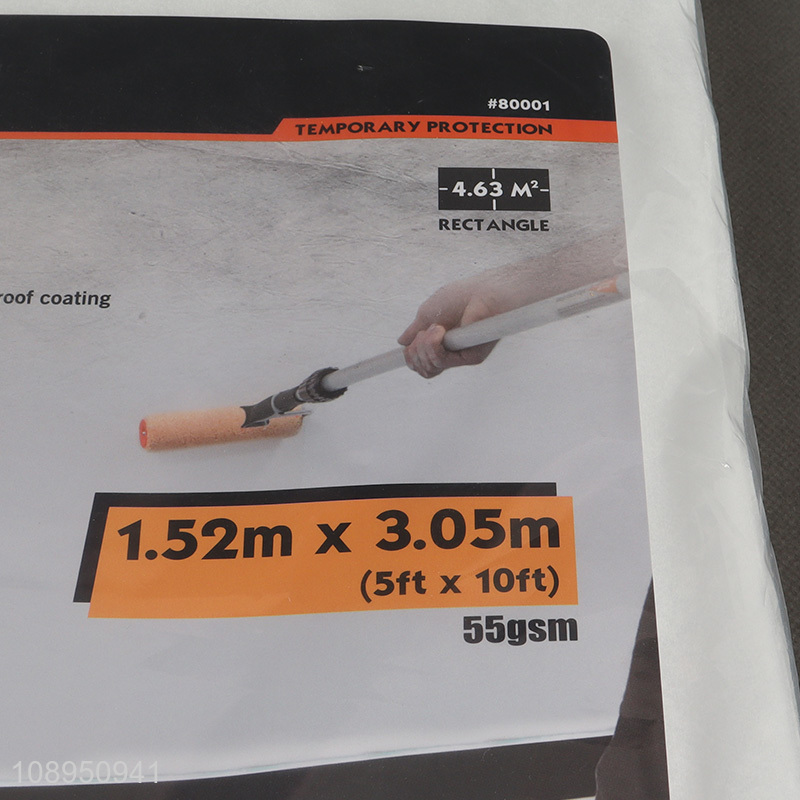 #80001
TEMPORARY PROTECTION
4.63 M²
RECTANGLE
roof coating
1.52m x 3.05m
(5ft x 10ft)
55gsm
108950941